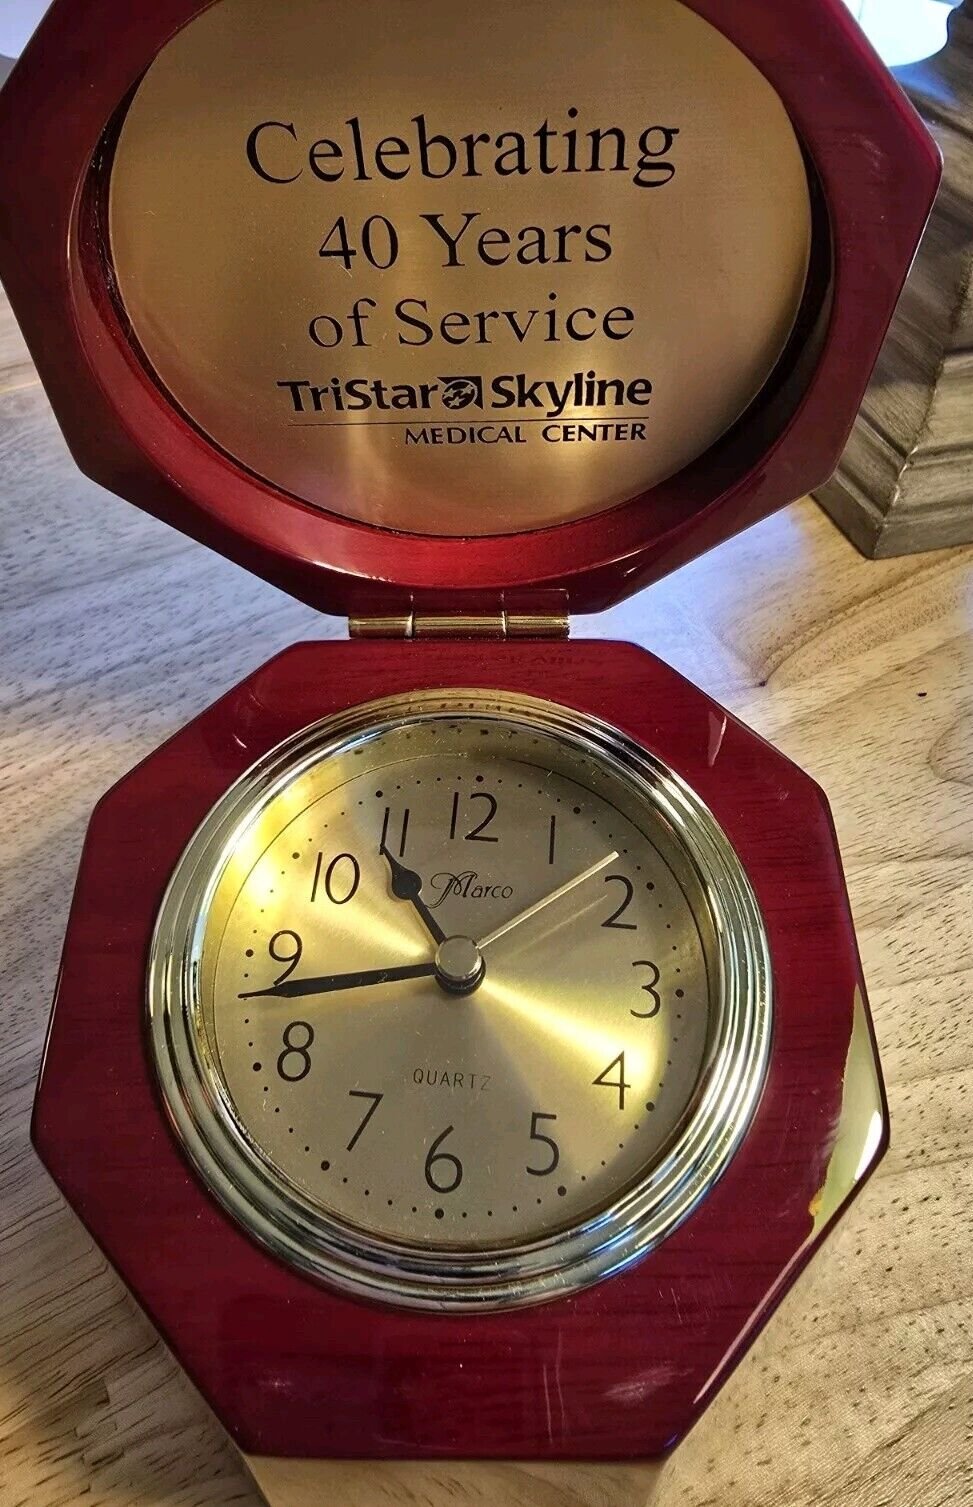 Celebrating
40 Years
of Service
TriStar Skyline
MEDICAL CENTER
12
11
1
10
Marco
2
9
3
8
QUARTZ
4
7
5
6